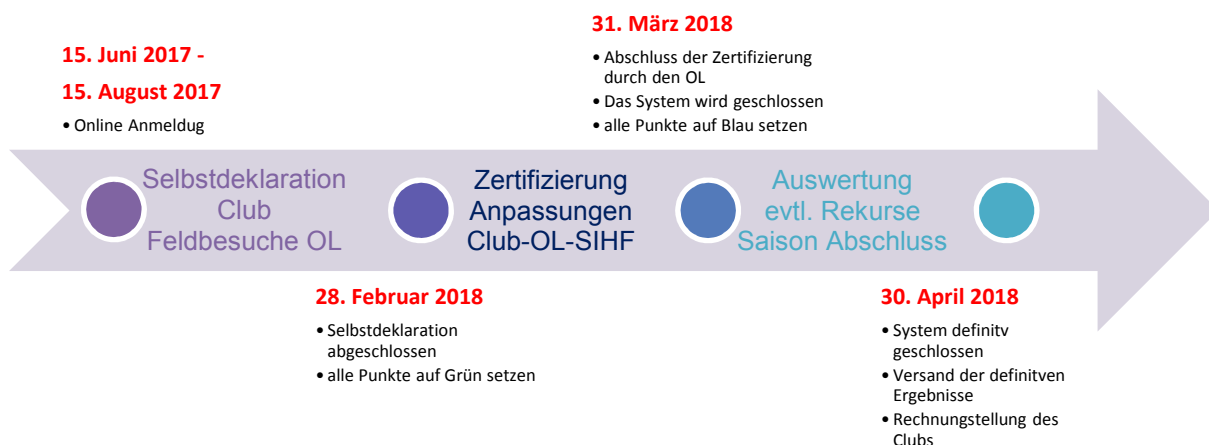 15. Juni 2017 -
15. August 2017
• Online Anmeldug
31. März 2018
• Abschluss der Zertifizierung
durch den OL
• Das System wird geschlossen
• alle Punkte auf Blau setzen
Selbstdeklaration
Club
Feldbesuche OL
Zertifizierung
Anpassungen
Club-OL-SIHF
Auswertung
evtl. Rekurse
Saison Abschluss
28. Februar 2018
• Selbstdeklaration
abgeschlossen
• alle Punkte auf Grün setzen
30. April 2018
• System definitv
geschlossen
• Versand der definitven
Ergebnisse
• Rechnungstellung des
Clubs